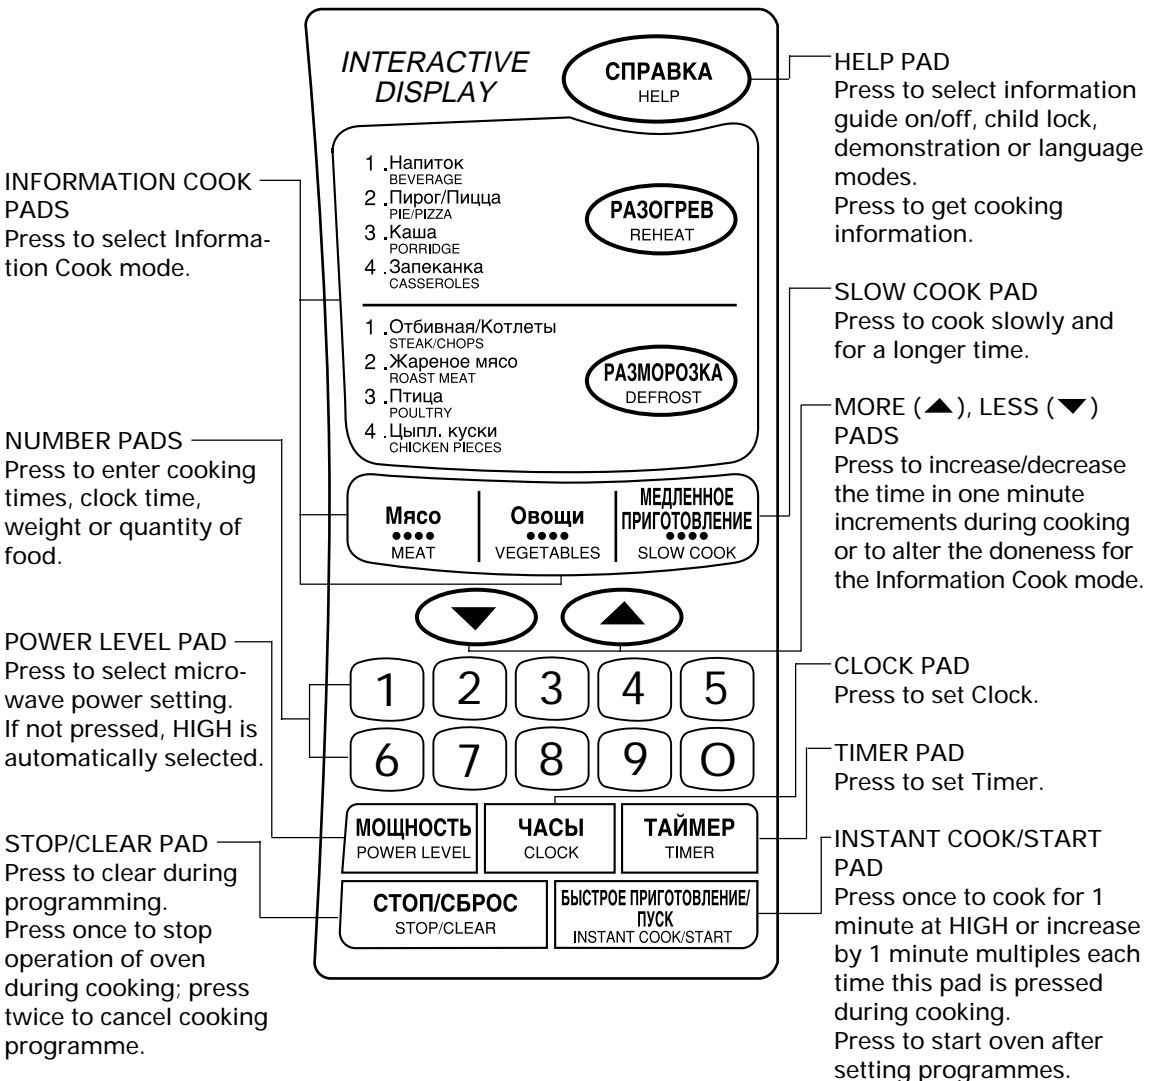 INTERACTIVE
DISPLAY
СПРАВКА
HELP
1 .Напиток
BEVERAGE
2 .Пирог/Пицца
PIE/PIZZA
3 .Каша
PORRIDGE
4 .Запеканка
CASSEROLES
РАЗОГРЕВ
REHEAT
1 .Отбивная/Котлеты
STEAK/CHOPS
2 .Жареное мясо
ROAST MEAT
3 .Птица
POULTRY
4 .Цыпл. куски
CHICKEN PIECES
РАЗМОРОЗКА
DEFROST
Мясо
MEAT
Овощи
VEGETABLES
МЕДЛЕННОЕ
ПРИГОТОВЛЕНИЕ
SLOW COOK
▼ ▲
1 2 3 4 5
6 7 8 9 0
МОЩНОСТЬ
POWER LEVEL
ЧАСЫ
CLOCK
ТАЙМЕР
TIMER
СТОП/СБРОС
STOP/CLEAR
БЫСТРОЕ ПРИГОТОВЛЕНИЕ/
ПУСК
INSTANT COOK/START
INFORMATION COOK
PADS
Press to select Informa-
tion Cook mode.
NUMBER PADS
Press to enter cooking
times, clock time,
weight or quantity of
food.
POWER LEVEL PAD
Press to select micro-
wave power setting.
If not pressed, HIGH is
automatically selected.
STOP/CLEAR PAD
Press to clear during
programming.
Press once to stop
operation of oven
during cooking; press
twice to cancel cooking
programme.
HELP PAD
Press to select information
guide on/off, child lock,
demonstration or language
modes.
Press to get cooking
information.
SLOW COOK PAD
Press to cook slowly and
for a longer time.
MORE (▲), LESS (▼)
PADS
Press to increase/decrease
the time in one minute
increments during cooking
or to alter the doneness for
the Information Cook mode.
CLOCK PAD
Press to set Clock.
TIMER PAD
Press to set Timer.
INSTANT COOK/START
PAD
Press once to cook for 1
minute at HIGH or increase
by 1 minute multiples each
time this pad is pressed
during cooking.
Press to start oven after
setting programmes.